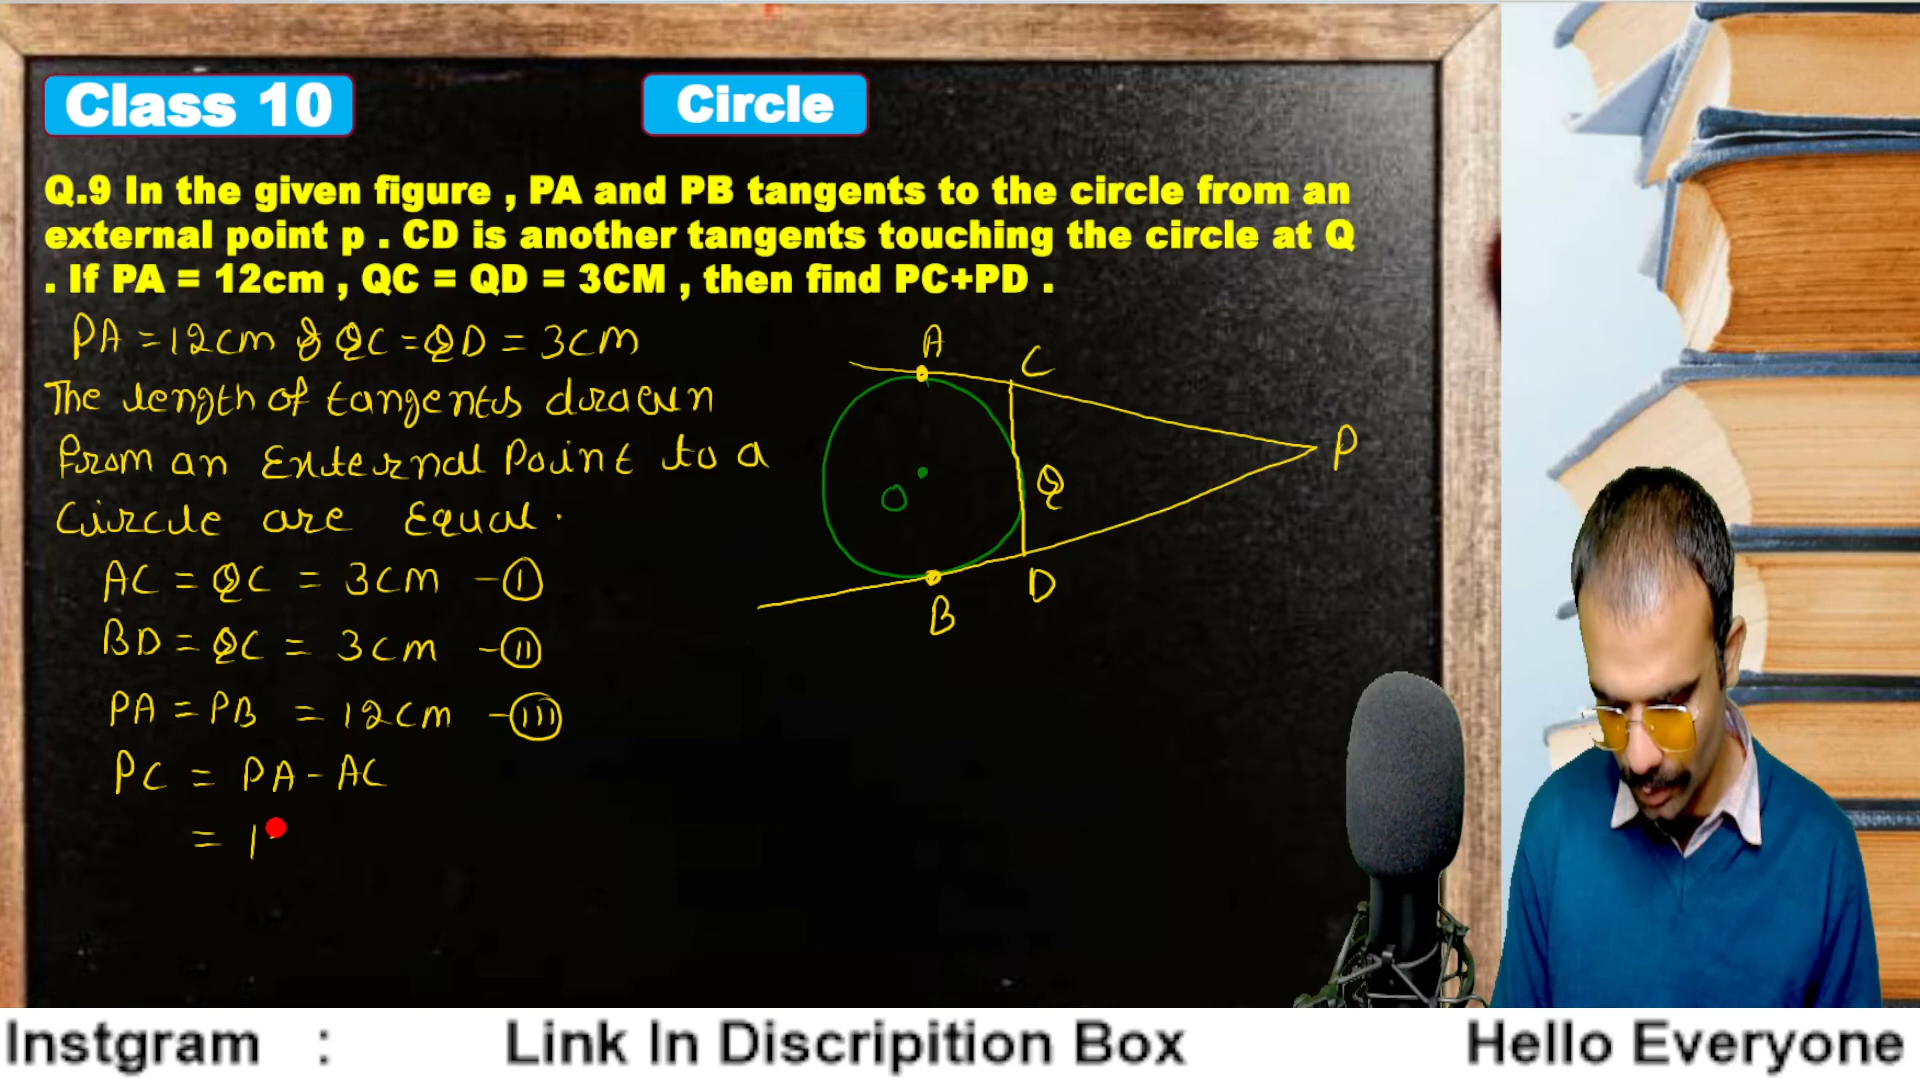 Class 10
Circle
Q.9 In the given figure , PA and PB tangents to the circle from an
external point p . CD is another tangents touching the circle at Q
. If PA = 12cm , QC = QD = 3CM , then find PC+PD .
PA = 12cm & QC = QD = 3cm
The length of tangents drawn
from an External Point to a
Circle are Equal.
AC = QC = 3cm - (I)
BD = QC = 3cm - (II)
PA = PB = 12cm - (III)
PC = PA - AC
= 1
A
C
P
Q
O
D
B
Instgram : Link In Discripition Box Hello Everyone